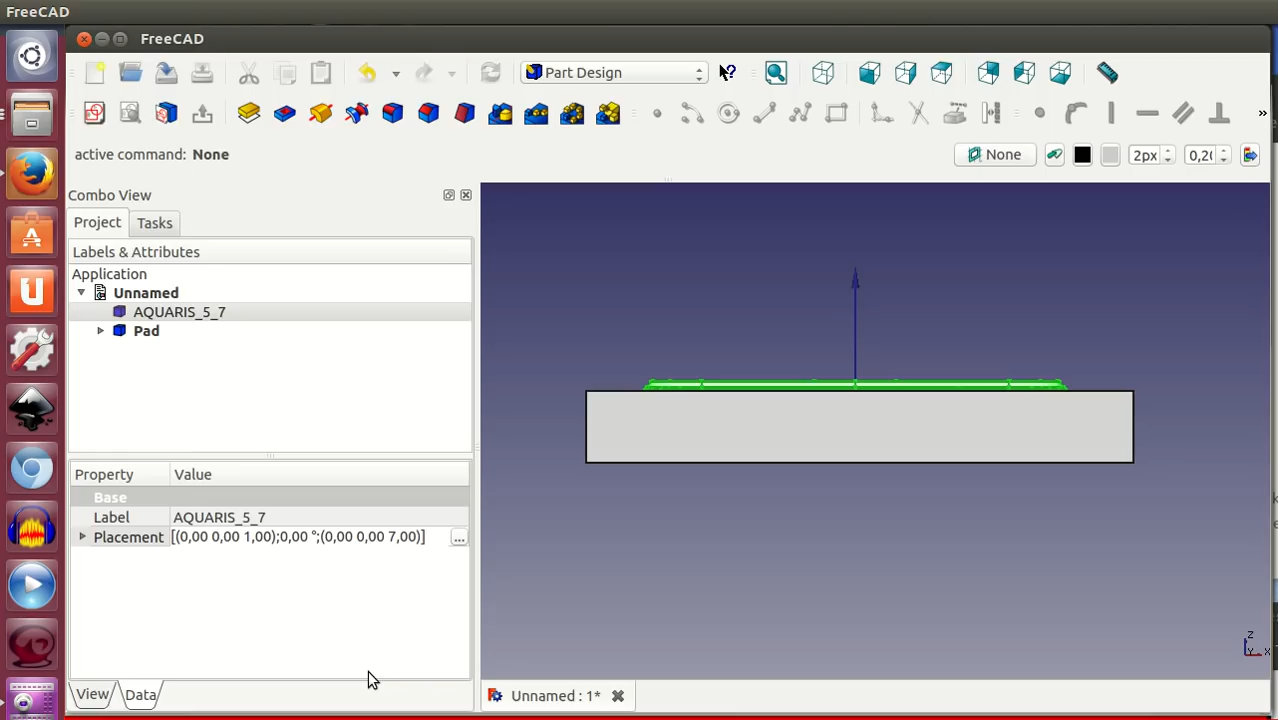 FreeCAD
FreeCAD
Part Design
active command: None
None
2px
0,20
Combo View
Project
Tasks
Labels & Attributes
Application
Unnamed
AQUARIS_5_7
Pad
Property
Value
Base
Label
AQUARIS_5_7
Placement
[(0,00 0,00 1,00);0,00 °;(0,00 0,00 7,00)]
...
View
Data
Unnamed : 1*
Z
Y
X